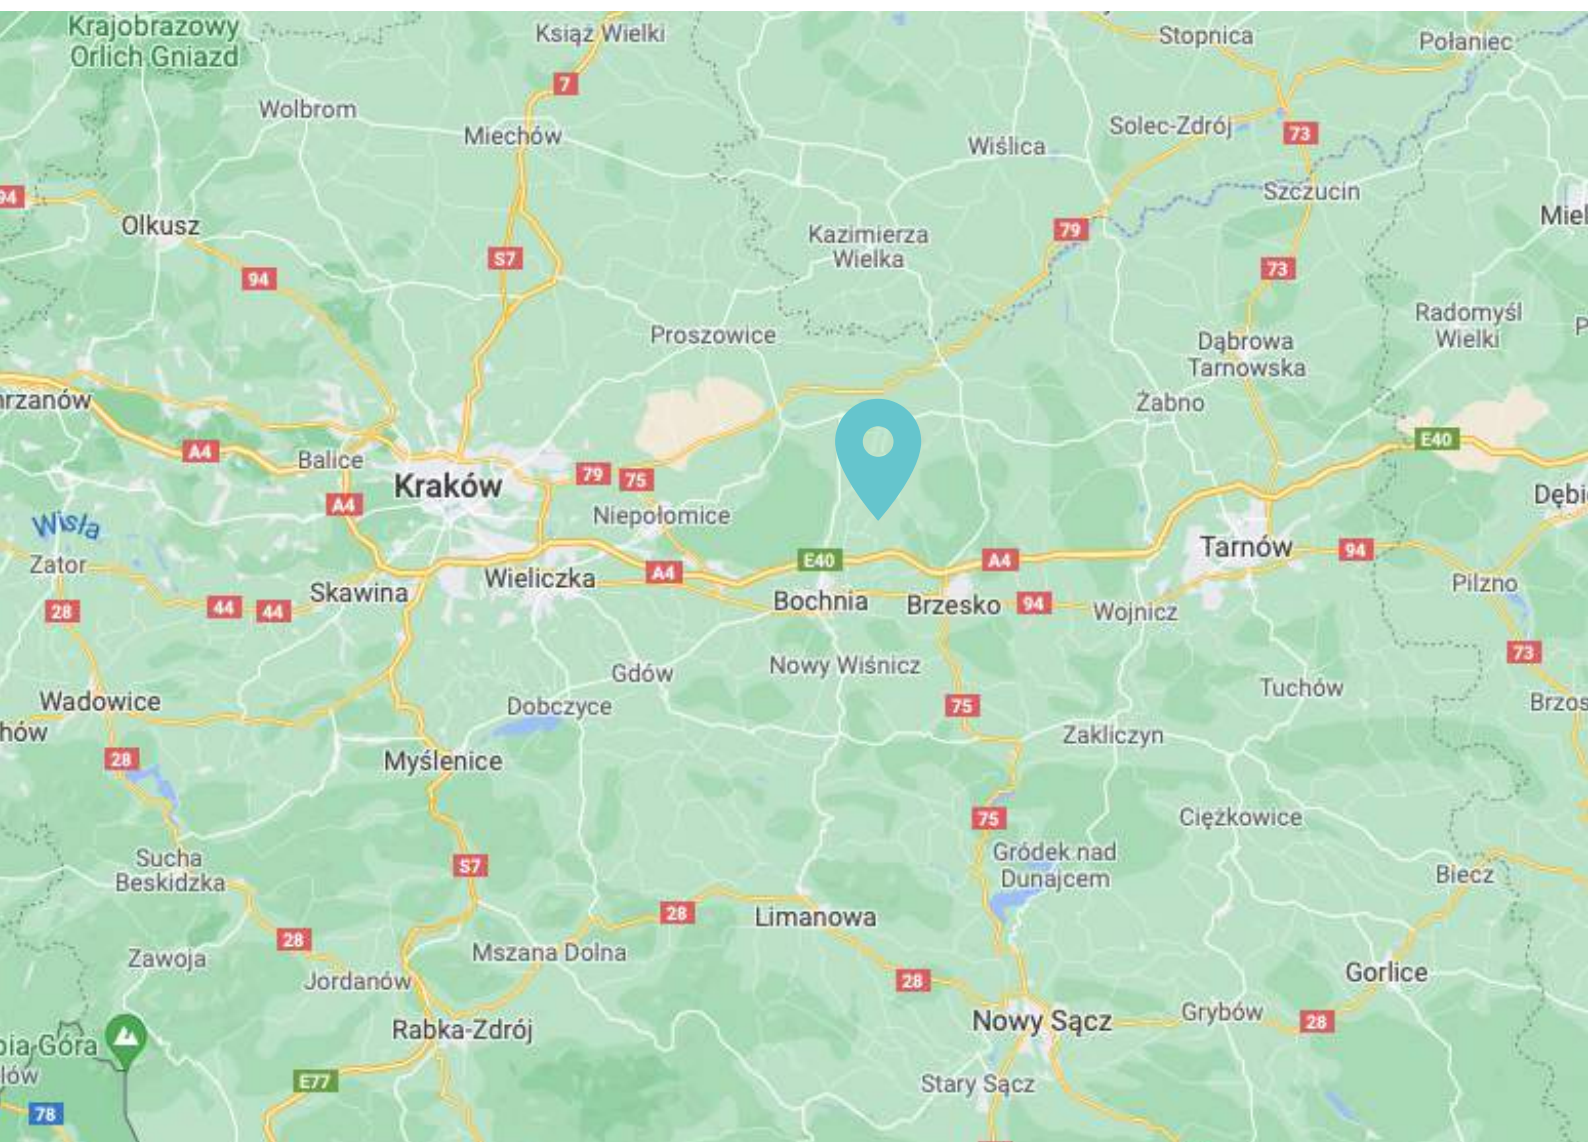 Krajobrazowy
Orlich Gniazd
Książ Wielki
Stopnica
Połaniec
7
Wolbrom
Miechów
Solec-Zdrój
73
Wiślica
94
Szczucin
Olkusz
Miel
Kazimierza
Wielka
79
S7
94
73
Radomyśl
Wielki
P
Proszowice
Dąbrowa
Tarnowska
rzanów
Żabno
A4
Balice
E40
Kraków
79
75
A4
Dębi
Niepołomice
Wisła
Tarnów
94
Zator
E40
A4
A4
Wieliczka
Skawina
Pilzno
28
44
44
Bochnia
Brzesko
94
Wojnicz
73
Gdów
Nowy Wiśnicz
Tuchów
Wadowice
Dobczyce
75
Brzos
hów
Zakliczyn
28
Myślenice
75
Ciężkowice
Sucha
Beskidzka
S7
Gródek nad
Dunajcem
Biecz
28
Limanowa
28
Zawoja
Mszana Dolna
Jordanów
28
Gorlice
Rabka-Zdrój
Nowy Sącz
Grybów
28
bia Góra
lów
E77
Stary Sącz
78